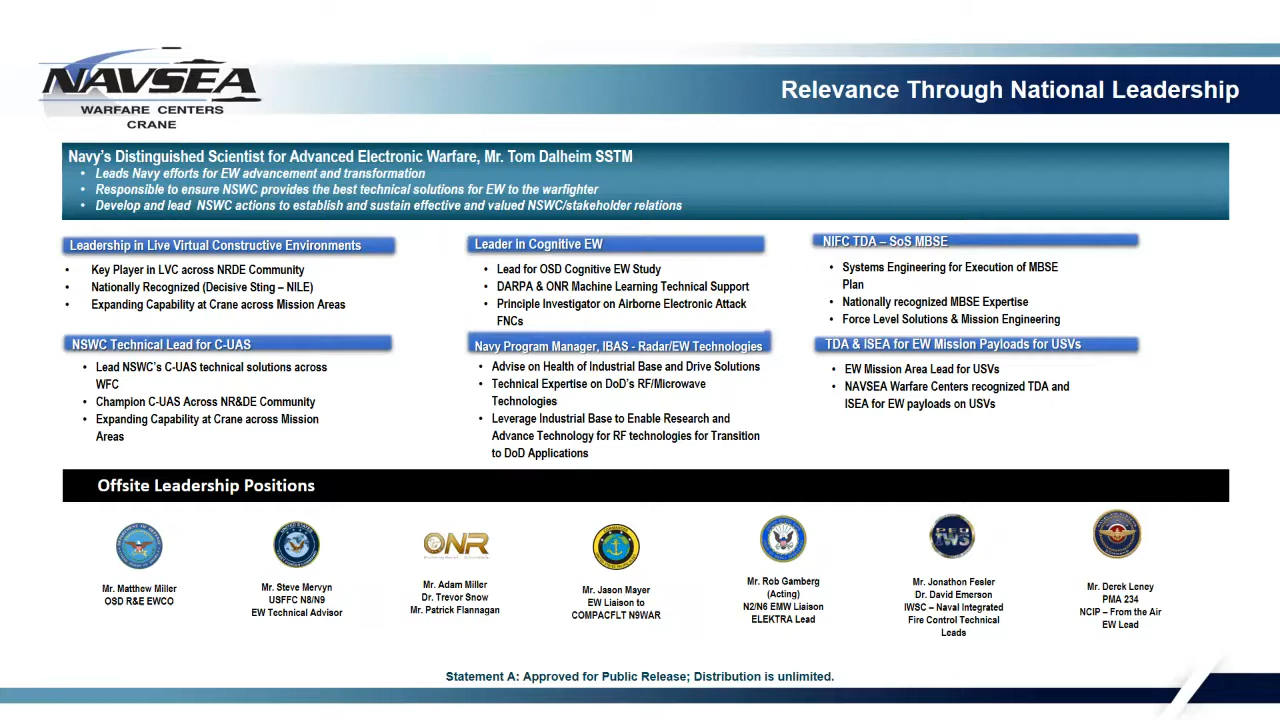 NAVSEA
WARFARE CENTERS
CRANE
Relevance Through National Leadership
Navy's Distinguished Scientist for Advanced Electronic Warfare, Mr. Tom Dalheim SSTM
• Leads Navy efforts for EW advancement and transformation
• Responsible to ensure NSWC provides the best technical solutions for EW to the warfighter
• Develop and lead NSWC actions to establish and sustain effective and valued NSWC/stakeholder relations
Leadership in Live Virtual Constructive Environments
• Key Player in LVC across NRDE Community
• Nationally Recognized (Decisive Sting – NILE)
• Expanding Capability at Crane across Mission Areas
Leader in Cognitive EW
• Lead for OSD Cognitive EW Study
• DARPA & ONR Machine Learning Technical Support
• Principle Investigator on Airborne Electronic Attack
FNCs
NIFC TDA – SoS MBSE
• Systems Engineering for Execution of MBSE
Plan
• Nationally recognized MBSE Expertise
• Force Level Solutions & Mission Engineering
NSWC Technical Lead for C-UAS
• Lead NSWC's C-UAS technical solutions across
WFC
• Champion C-UAS Across NR&DE Community
• Expanding Capability at Crane across Mission
Areas
Navy Program Manager, IBAS - Radar/EW Technologies
• Advise on Health of Industrial Base and Drive Solutions
• Technical Expertise on DoD's RF/Microwave
Technologies
• Leverage Industrial Base to Enable Research and
Advance Technology for RF technologies for Transition
to DoD Applications
TDA & ISEA for EW Mission Payloads for USVs
• EW Mission Area Lead for USVs
• NAVSEA Warfare Centers recognized TDA and
ISEA for EW payloads on USVs
Offsite Leadership Positions
Mr. Matthew Miller
OSD R&E EWCO
Mr. Steve Mervyn
USFFC N8/N9
EW Technical Advisor
ONR
Mr. Adam Miller
Dr. Trevor Snow
Mr. Patrick Flannagan
Mr. Jason Mayer
EW Liaison to
COMPACFLT N9WAR
Mr. Rob Gamberg
(Acting)
N2/N6 EMW Liaison
ELEKTRA Lead
PEO
IWS
Mr. Jonathon Fesler
Dr. David Emerson
IWSC – Naval Integrated
Fire Control Technical
Leads
Mr. Derek Leney
PMA 234
NCIP – From the Air
EW Lead
Statement A: Approved for Public Release; Distribution is unlimited.